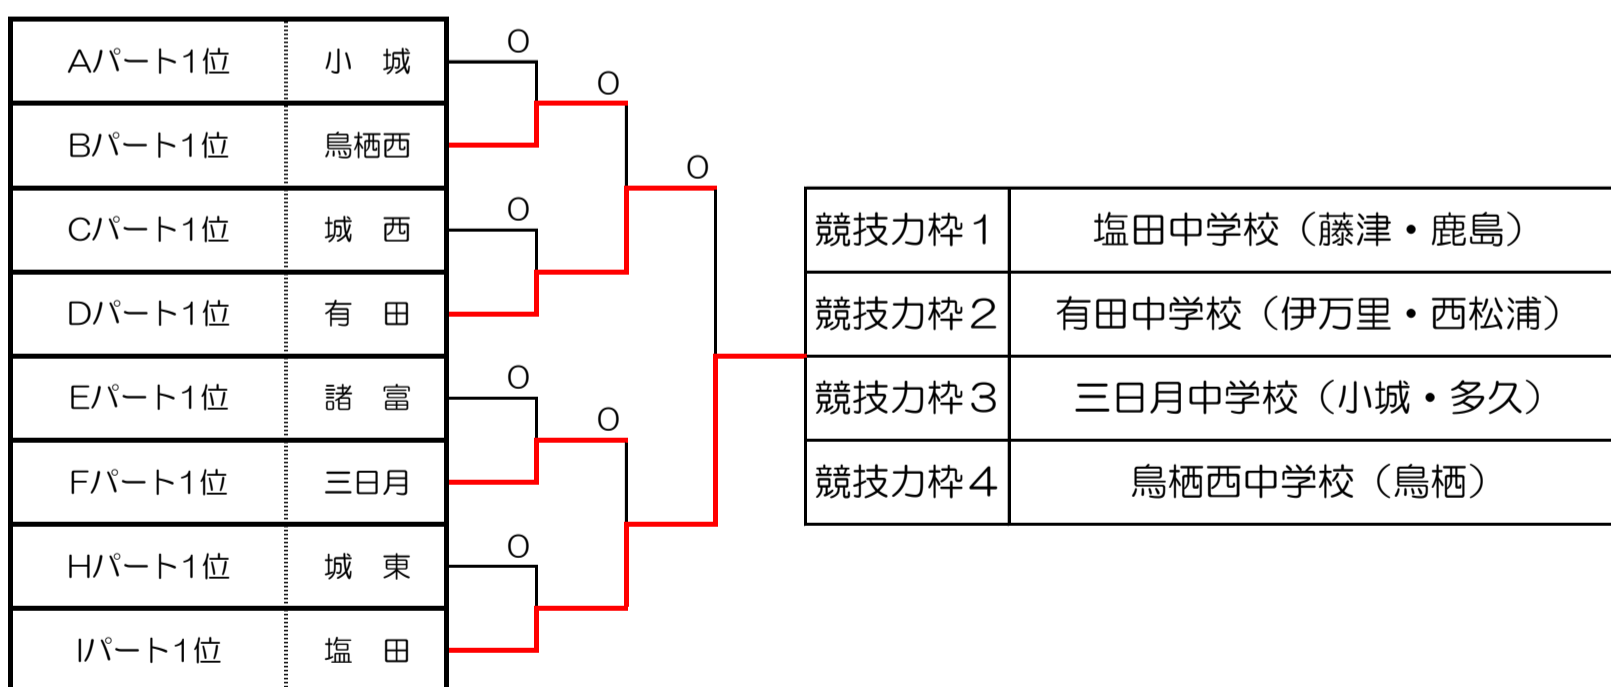 Aパート1位 小 城
Bパート1位 鳥栖西
Cパート1位 城 西
Dパート1位 有 田
Eパート1位 諸 富
Fパート1位 三日月
Hパート1位 城 東
Iパート1位 塩 田
0
0
0
0
0
0
0
競技力枠1 塩田中学校（藤津・鹿島）
競技力枠2 有田中学校（伊万里・西松浦）
競技力枠3 三日月中学校（小城・多久）
競技力枠4 鳥栖西中学校（鳥栖）